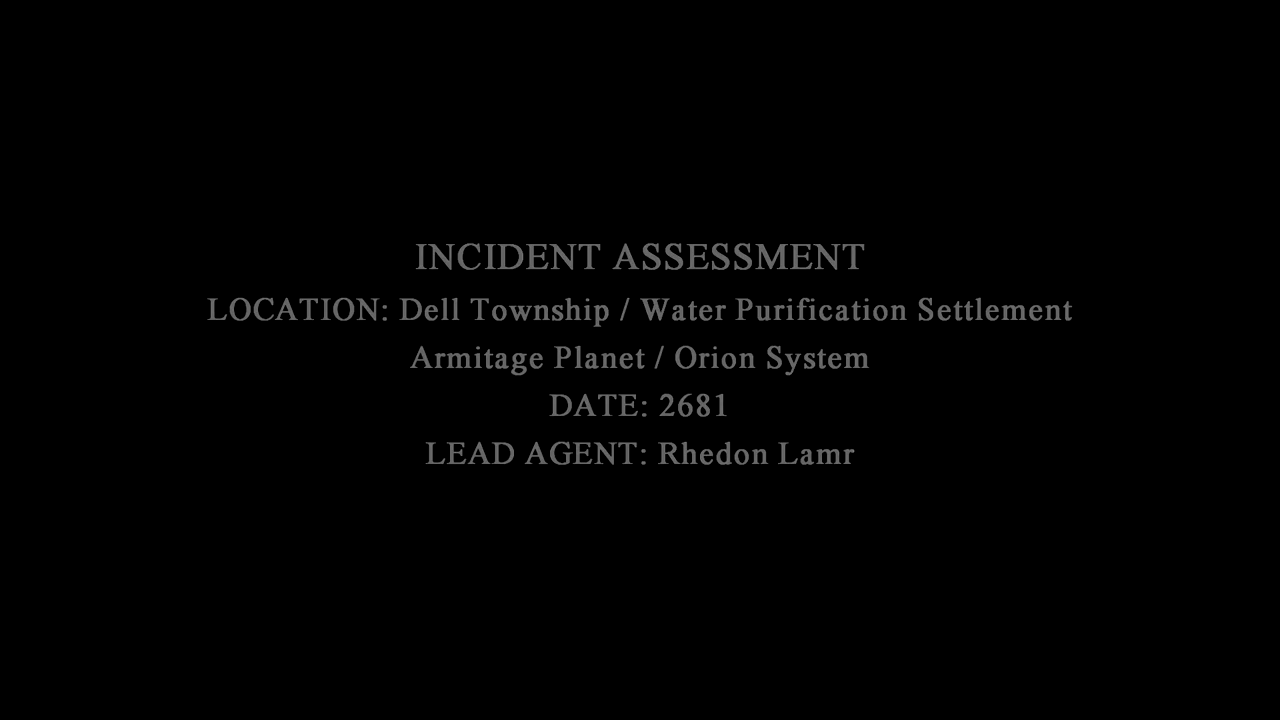 INCIDENT ASSESSMENT
LOCATION: Dell Township / Water Purification Settlement
Armitage Planet / Orion System
DATE: 2681
LEAD AGENT: Rhedon Lamr